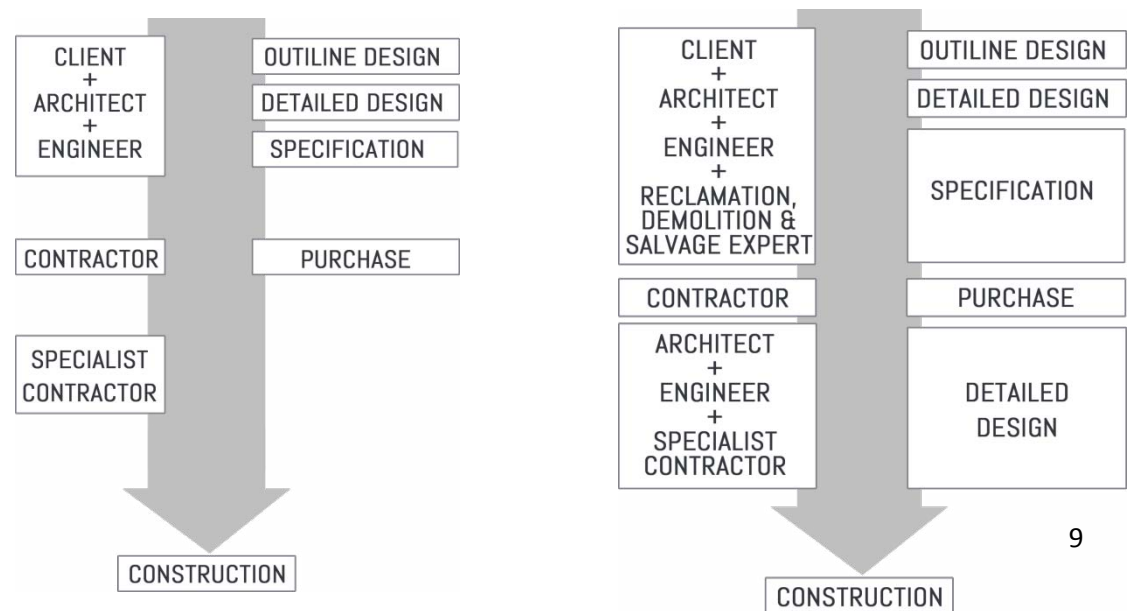 CLIENT
+
ARCHITECT
+
ENGINEER
OUTILINE DESIGN
DETAILED DESIGN
SPECIFICATION
CONTRACTOR
PURCHASE
SPECIALIST
CONTRACTOR
CONSTRUCTION
CLIENT
+
ARCHITECT
+
ENGINEER
+
RECLAMATION,
DEMOLITION &
SALVAGE EXPERT
OUTILINE DESIGN
DETAILED DESIGN
SPECIFICATION
CONTRACTOR
PURCHASE
ARCHITECT
+
ENGINEER
+
SPECIALIST
CONTRACTOR
DETAILED
DESIGN
9
CONSTRUCTION